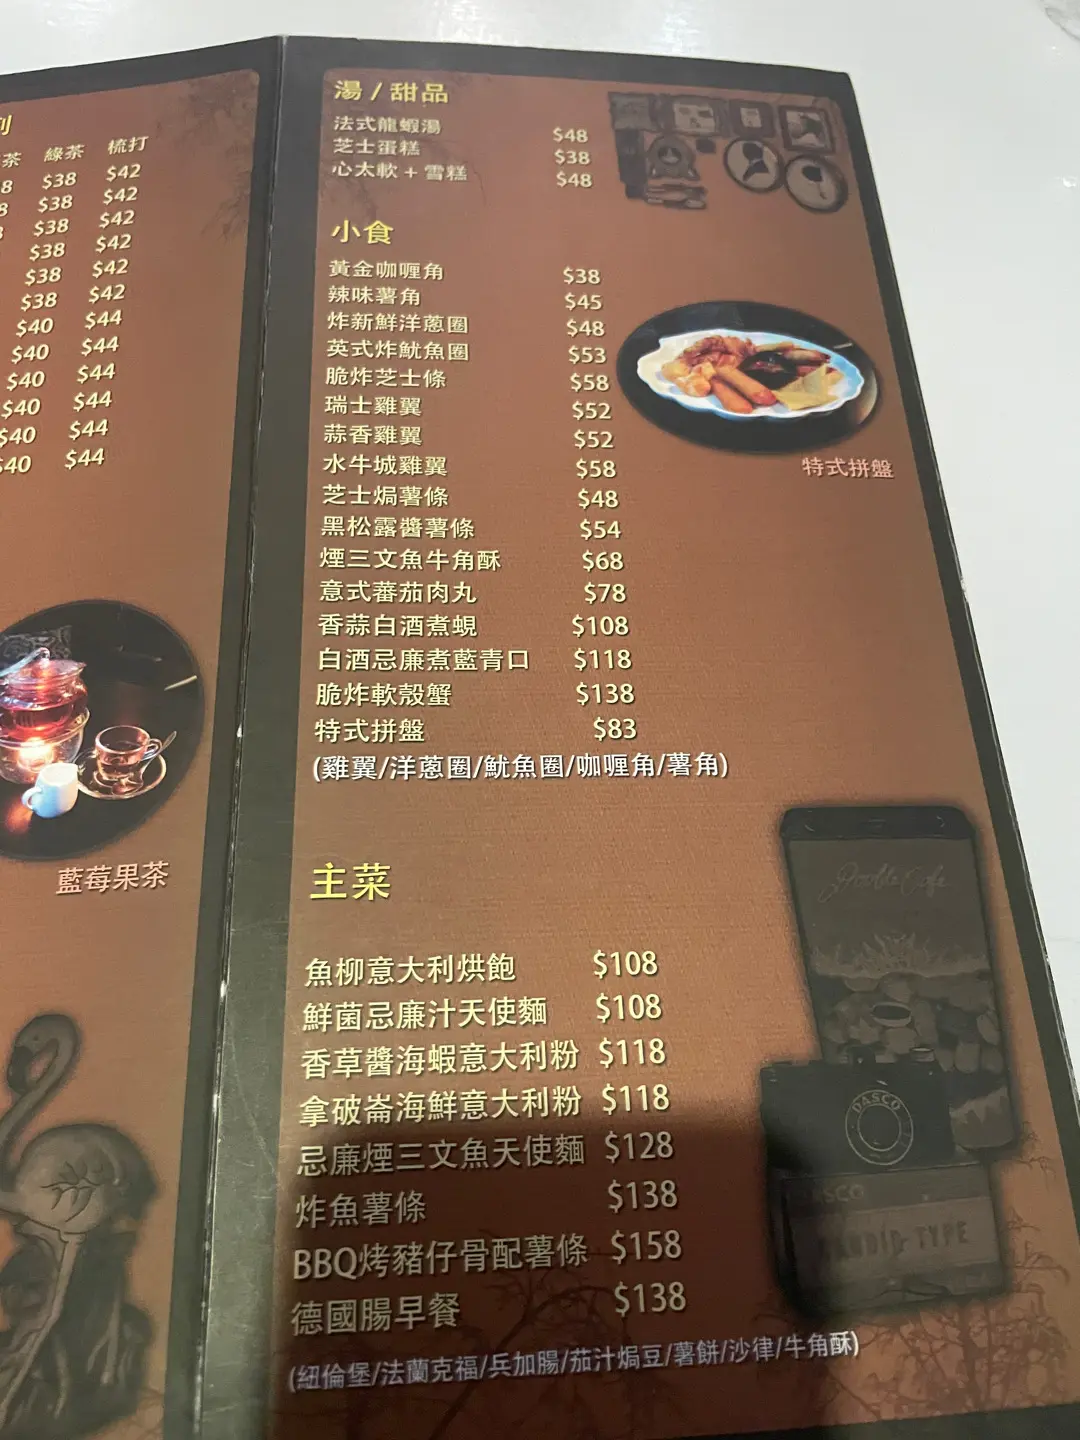 茶 綠茶 梳打
8 $38 $42
8 $38 $42
$38 $42
$38 $42
$38 $42
$38 $42
$40 $44
$40 $44
$40 $44
$40 $44
$40 $44
$40 $44
藍莓果茶
湯 / 甜品
法式龍蝦湯 $48
芝士蛋糕 $38
心太軟 + 雪糕 $48
小食
黃金咖喱角 $38
辣味薯角 $45
炸新鮮洋蔥圈 $48
英式炸魷魚圈 $53
脆炸芝士條 $58
瑞士雞翼 $52
蒜香雞翼 $52
水牛城雞翼 $58
芝士焗薯條 $48
黑松露醬薯條 $54
煙三文魚牛角酥 $68
意式蕃茄肉丸 $78
香蒜白酒煮蜆 $108
白酒忌廉煮藍青口 $118
脆炸軟殼蟹 $138
特式拼盤 $83
(雞翼/洋蔥圈/魷魚圈/咖喱角/薯角)
特式拼盤
主菜
魚柳意大利烘飽 $108
鮮菌忌廉汁天使麵 $108
香草醬海蝦意大利粉 $118
拿破崙海鮮意大利粉 $118
忌廉煙三文魚天使麵 $128
炸魚薯條 $138
BBQ烤豬仔骨配薯條 $158
德國腸早餐 $138
(紐倫堡/法蘭克福/兵加腸/茄汁焗豆/薯餅/沙律/牛角酥)
DASCO